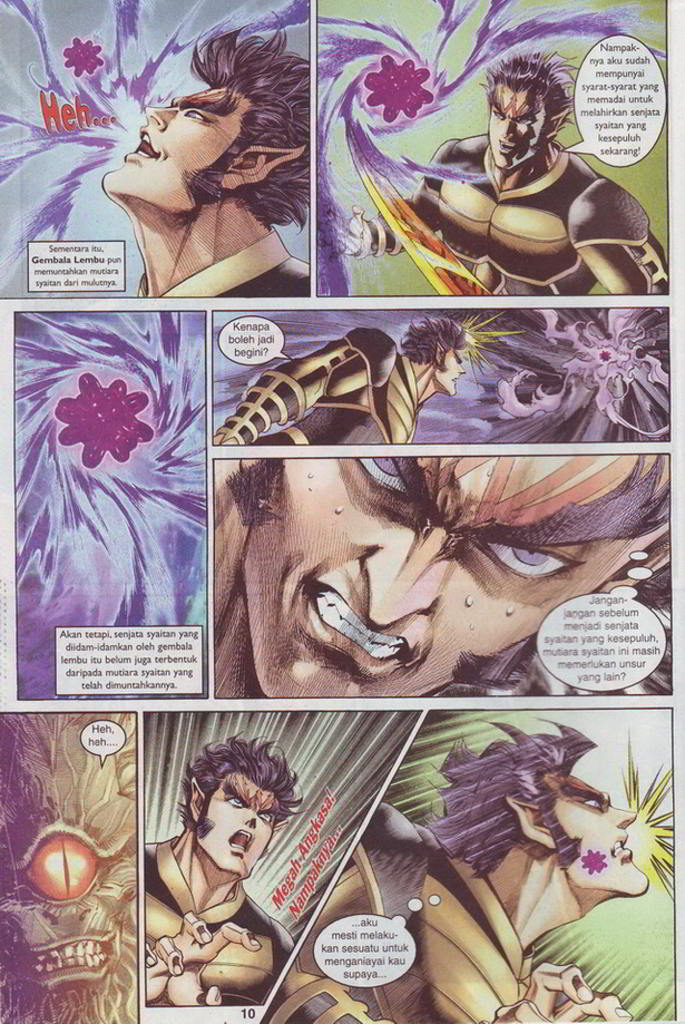 Heh...
Sementara itu,
Gembala Lembu pun
memuntahkan mutiara
syaitan dari mulutnya.
Nampak-
nya aku sudah
mempunyai
syarat-syarat yang
memadai untuk
melahirkan senjata
syaitan yang
kesepuluh
sekarang!
Akan tetapi, senjata syaitan yang
diidam-idamkan oleh gembala
lembu itu belum juga terbentuk
daripada mutiara syaitan yang
telah dimuntahkannya.
Kenapa
boleh jadi
begini?
Jangan-
jangan sebelum
menjadi senjata
syaitan yang kesepuluh,
mutiara syaitan ini masih
memerlukan unsur
yang lain?
Heh,
heh....
Megah Angkasa!
Nampaknya...
...aku
mesti melaku-
kan sesuatu untuk
menganiayai kau
supaya...
10